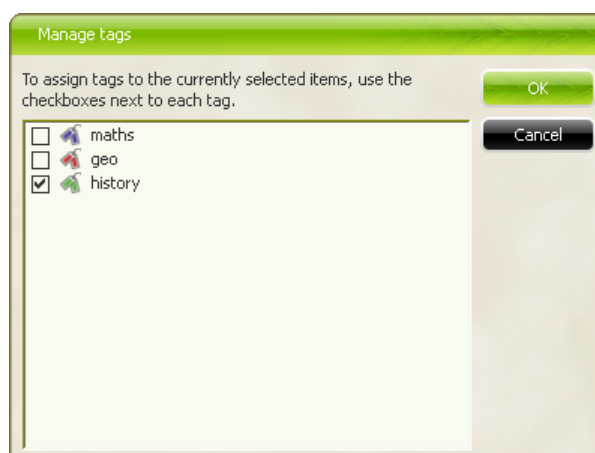 Manage tags
To assign tags to the currently selected items, use the
checkboxes next to each tag.
OK
Cancel
maths
geo
history